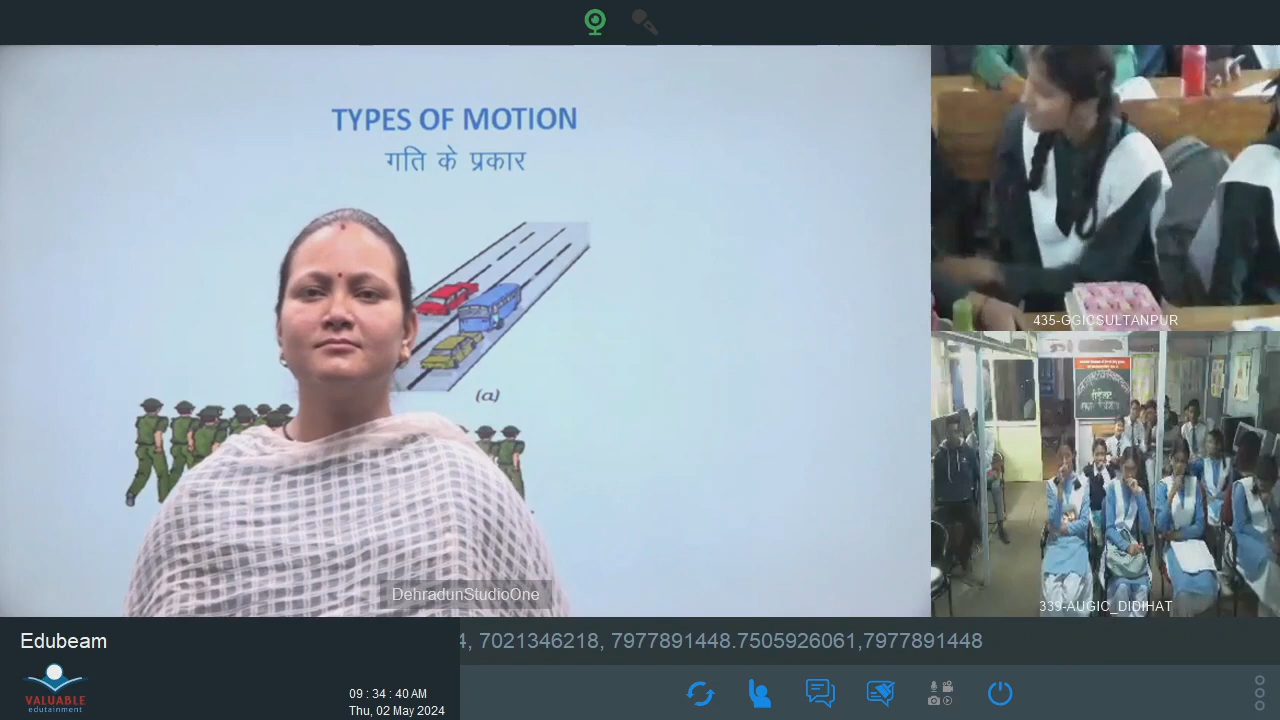 TYPES OF MOTION
गति के प्रकार
(a)
DehradunStudioOne
435-GGICSULTANPUR
339-AUGIC_DIDIHAT
Edubeam
4, 7021346218, 7977891448.7505926061,7977891448
VALUABLE
edutainment
09 : 34 : 40 AM
Thu, 02 May 2024